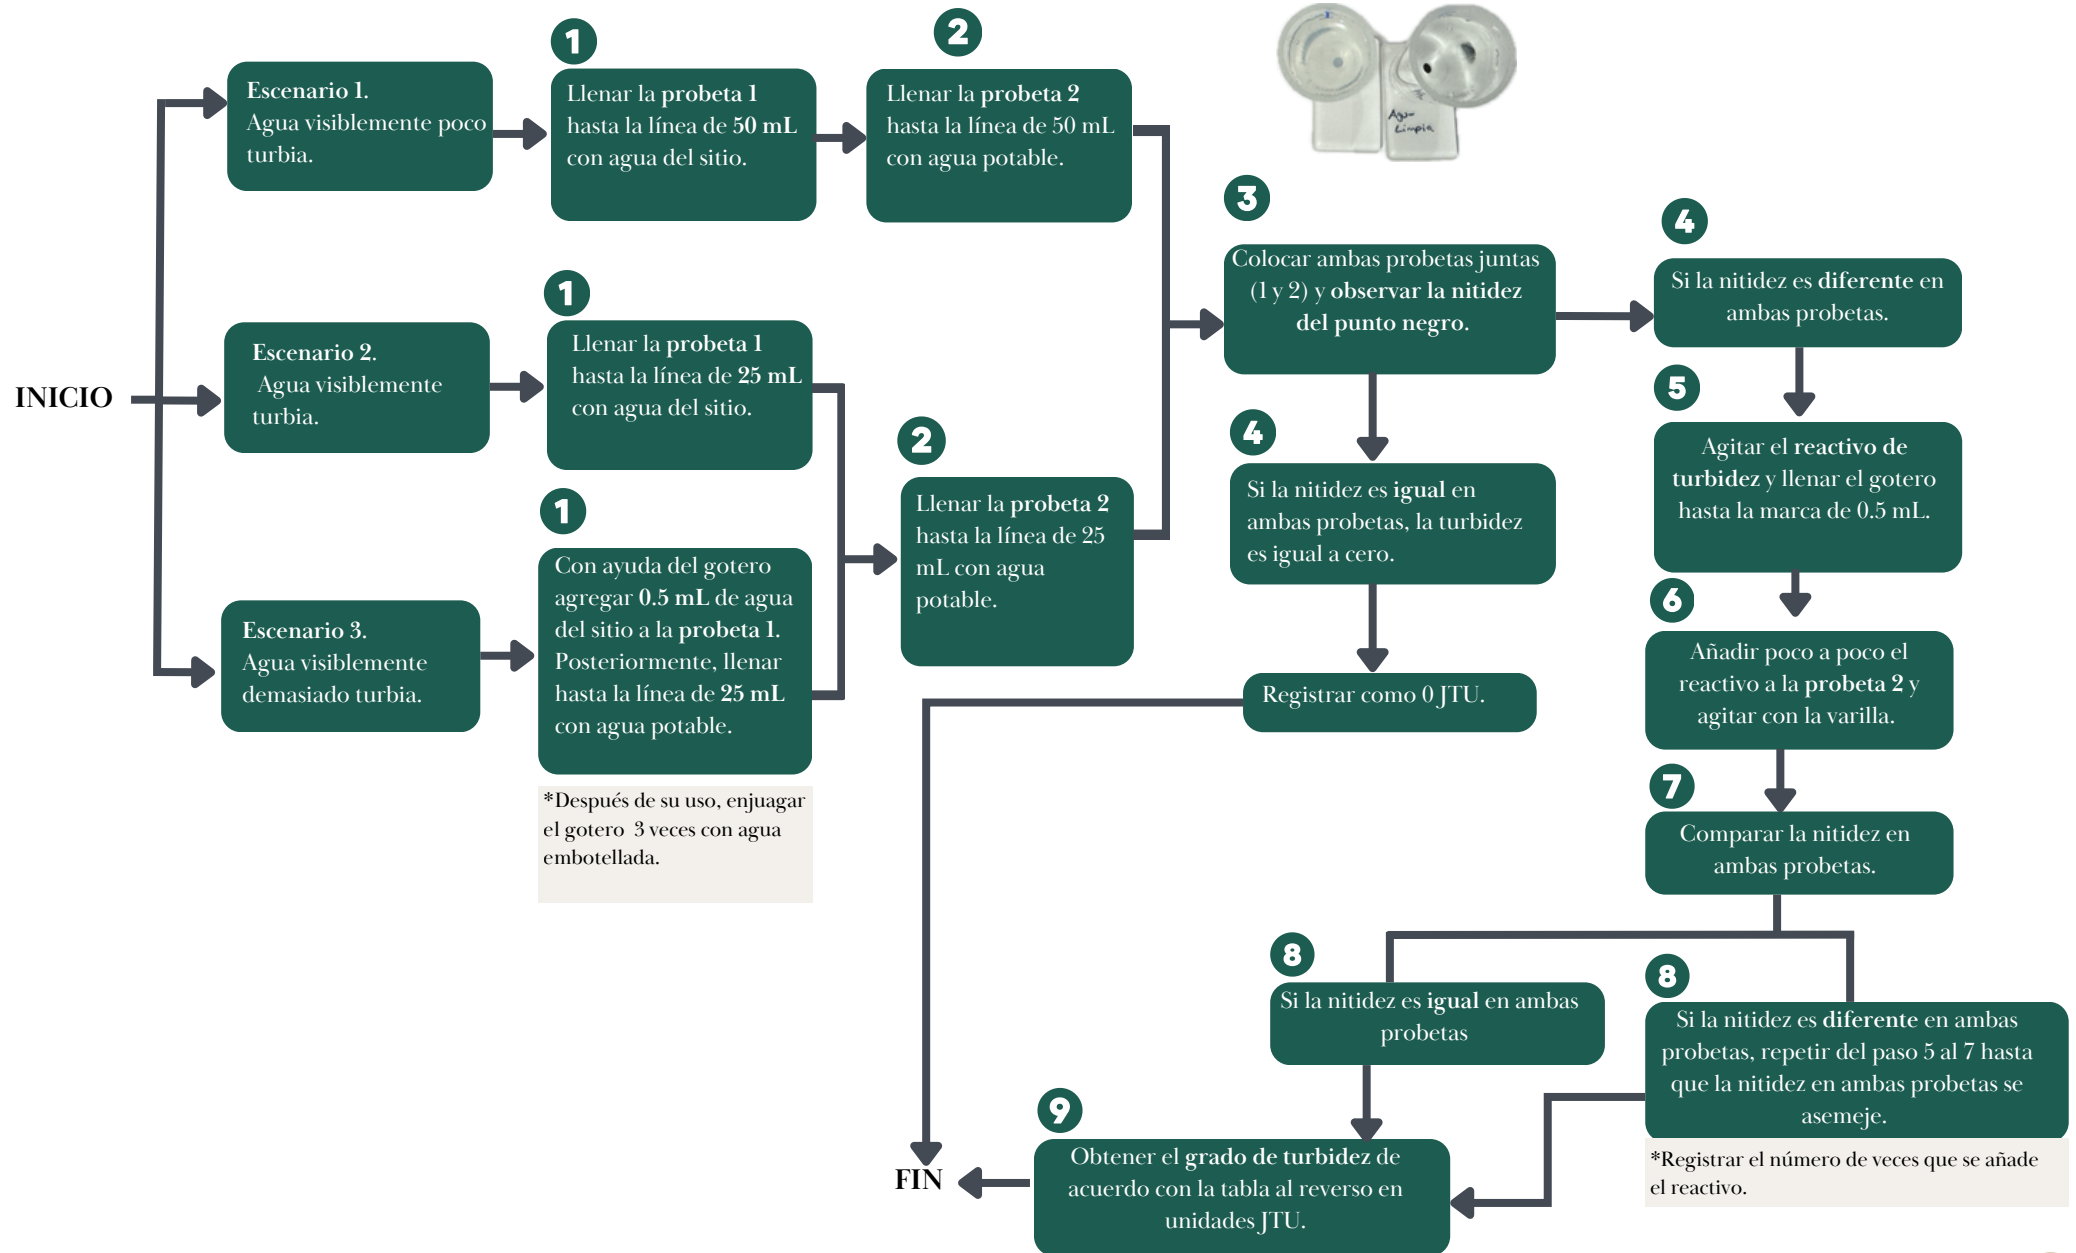 INICIO
Escenario 1.
Agua visiblemente poco
turbia.
1
Llenar la probeta 1
hasta la línea de 50 mL
con agua del sitio.
2
Llenar la probeta 2
hasta la línea de 50 mL
con agua potable.
Escenario 2.
Agua visiblemente
turbia.
1
Llenar la probeta 1
hasta la línea de 25 mL
con agua del sitio.
Escenario 3.
Agua visiblemente
demasiado turbia.
1
Con ayuda del gotero
agregar 0.5 mL de agua
del sitio a la probeta 1.
Posteriormente, llenar
hasta la línea de 25 mL
con agua potable.
*Después de su uso, enjuagar
el gotero 3 veces con agua
embotellada.
2
Llenar la probeta 2
hasta la línea de 25
mL con agua
potable.
Agua
Limpia
3
Colocar ambas probetas juntas
(1 y 2) y observar la nitidez
del punto negro.
4
Si la nitidez es igual en
ambas probetas, la turbidez
es igual a cero.
Registrar como 0 JTU.
4
Si la nitidez es diferente en
ambas probetas.
5
Agitar el reactivo de
turbidez y llenar el gotero
hasta la marca de 0.5 mL.
6
Añadir poco a poco el
reactivo a la probeta 2 y
agitar con la varilla.
7
Comparar la nitidez en
ambas probetas.
8
Si la nitidez es igual en ambas
probetas
8
Si la nitidez es diferente en ambas
probetas, repetir del paso 5 al 7 hasta
que la nitidez en ambas probetas se
asemeje.
*Registrar el número de veces que se añade
el reactivo.
9
Obtener el grado de turbidez de
acuerdo con la tabla al reverso en
unidades JTU.
FIN